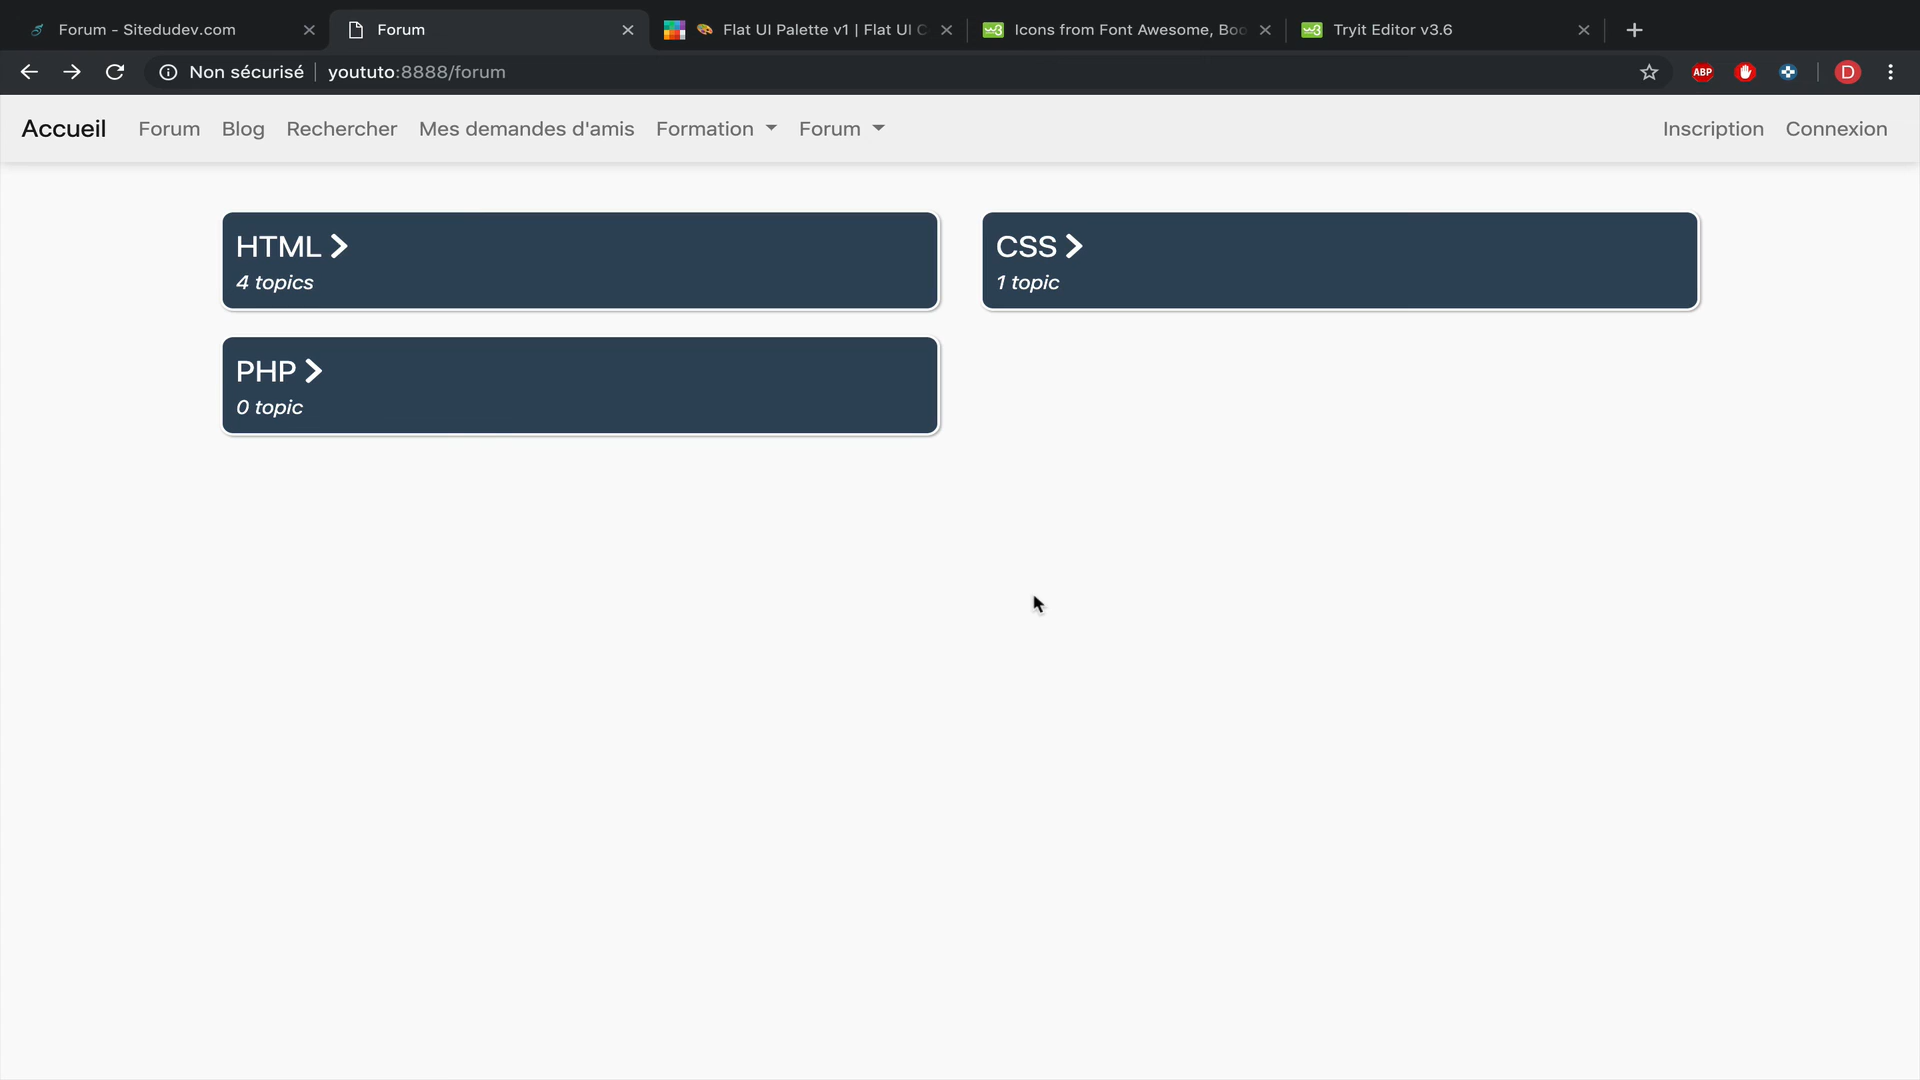 Forum - Sitedudev.com
Forum
Flat UI Palette v1 | Flat UI C
Icons from Font Awesome, Boo
Tryit Editor v3.6
Non sécurisé
yoututo:8888/forum
ABP
D
Accueil
Forum
Blog
Rechercher
Mes demandes d'amis
Formation
Forum
Inscription
Connexion
HTML
4 topics
CSS
1 topic
PHP
0 topic